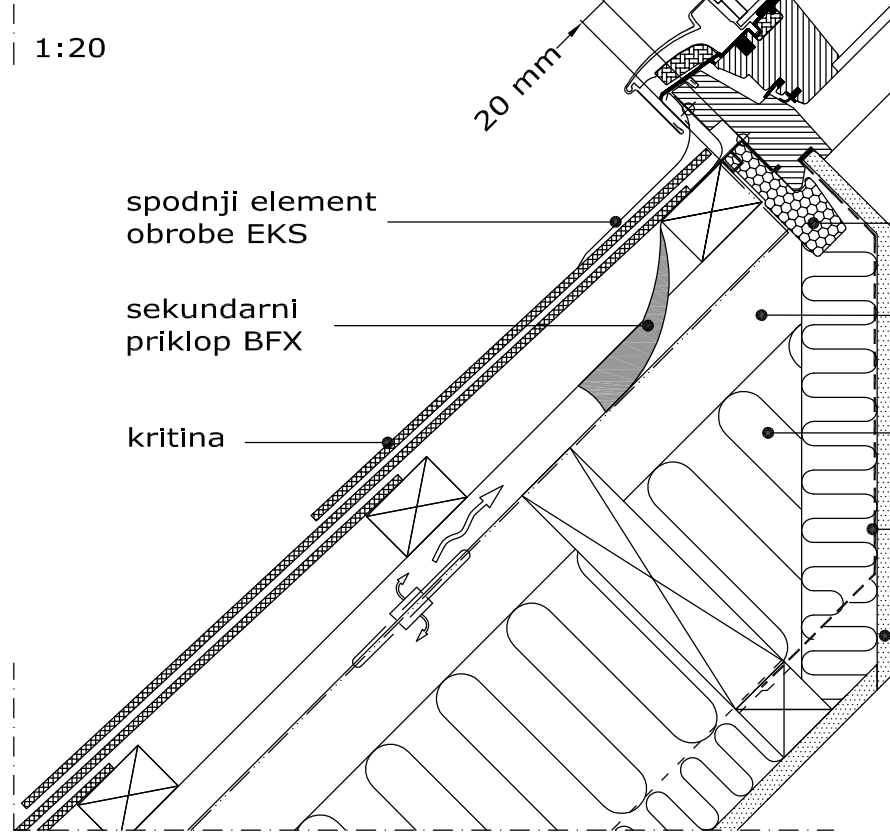 1:20
20 mm
spodnji element
obrobe EKS
sekundarni
priklop BFX
kritina